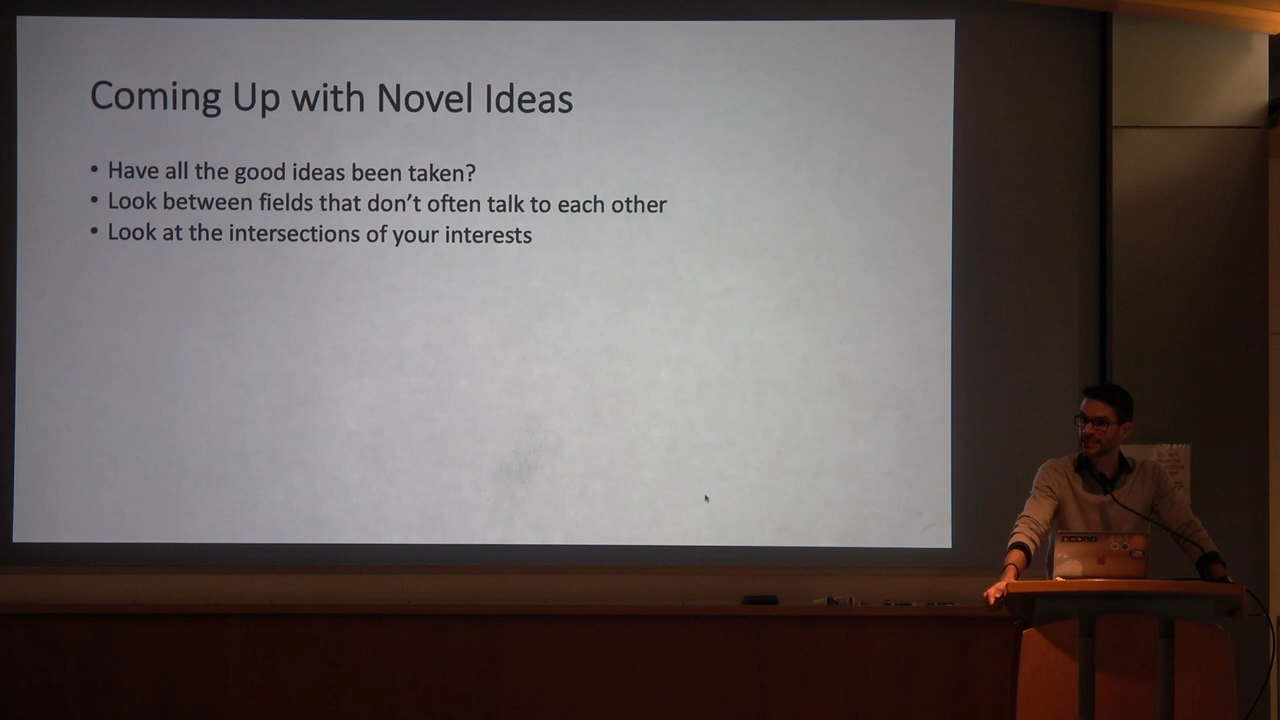 Coming Up with Novel Ideas
• Have all the good ideas been taken?
• Look between fields that don't often talk to each other
• Look at the intersections of your interests